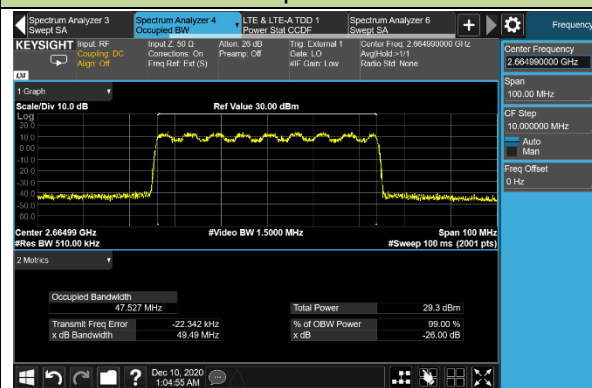 Spectrum Analyzer 3
Swept SA
Spectrum Analyzer 4
Occupied BW
LTE & LTE-A TDD 1
Power Stat CCDF
Spectrum Analyzer 6
Swept SA
Frequency
KEYSIGHT
Input: RF
Coupling: DC
Align: Off
Input Z: 50 Ω
Corrections: On
Freq Ref: Ext (S)
Atten: 26 dB
Preamp: Off
Trig: External 1
Gate: LO
#IF Gain: Low
Center Freq: 2.664990000 GHz
Avg|Hold:>1/1
Radio Std: None
LXI
Center Frequency
2.664990000 GHz
Span
100.00 MHz
CF Step
10.000000 MHz
Auto
Man
Freq Offset
0 Hz
1 Graph
Scale/Div 10.0 dB
Ref Value 30.00 dBm
Log
20.0
10.0
0.00
-10.0
-20.0
-30.0
-40.0
-50.0
-60.0
Center 2.66499 GHz
#Video BW 1.5000 MHz
Span 100 MHz
#Res BW 510.00 kHz
#Sweep 100 ms (2001 pts)
2 Metrics
Occupied Bandwidth
47.527 MHz
Total Power 29.3 dBm
Transmit Freq Error -22.342 kHz
% of OBW Power 99.00 %
x dB Bandwidth 49.49 MHz
x dB -26.00 dB
Dec 10, 2020
1:04:55 AM